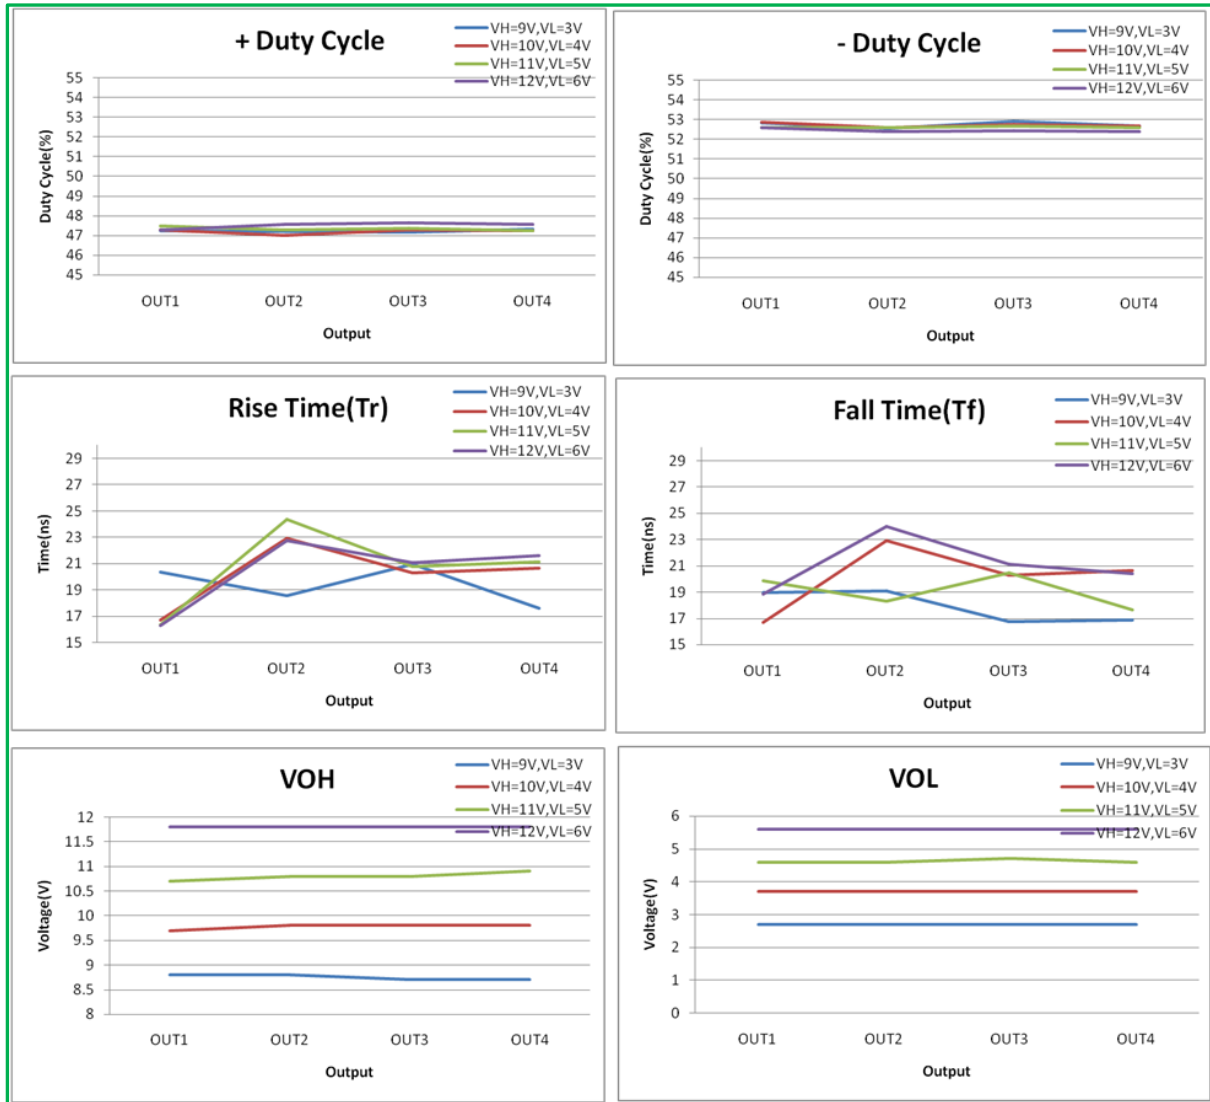 + Duty Cycle
VH=9V,VL=3V
VH=10V,VL=4V
VH=11V,VL=5V
VH=12V,VL=6V
Duty Cycle(%)
55
54
53
52
51
50
49
48
47
46
45
OUT1 OUT2 OUT3 OUT4
Output
- Duty Cycle
VH=9V,VL=3V
VH=10V,VL=4V
VH=11V,VL=5V
VH=12V,VL=6V
Duty Cycle(%)
55
54
53
52
51
50
49
48
47
46
45
OUT1 OUT2 OUT3 OUT4
Output
Rise Time(Tr)
VH=9V,VL=3V
VH=10V,VL=4V
VH=11V,VL=5V
VH=12V,VL=6V
Time(ns)
29
27
25
23
21
19
17
15
OUT1 OUT2 OUT3 OUT4
Output
Fall Time(Tf)
VH=9V,VL=3V
VH=10V,VL=4V
VH=11V,VL=5V
VH=12V,VL=6V
Time(ns)
29
27
25
23
21
19
17
15
OUT1 OUT2 OUT3 OUT4
Output
VOH
VH=9V,VL=3V
VH=10V,VL=4V
VH=11V,VL=5V
VH=12V,VL=6V
Voltage(V)
12
11.5
11
10.5
10
9.5
9
8.5
8
OUT1 OUT2 OUT3 OUT4
Output
VOL
VH=9V,VL=3V
VH=10V,VL=4V
VH=11V,VL=5V
VH=12V,VL=6V
Voltage(V)
6
5
4
3
2
1
0
OUT1 OUT2 OUT3 OUT4
Output